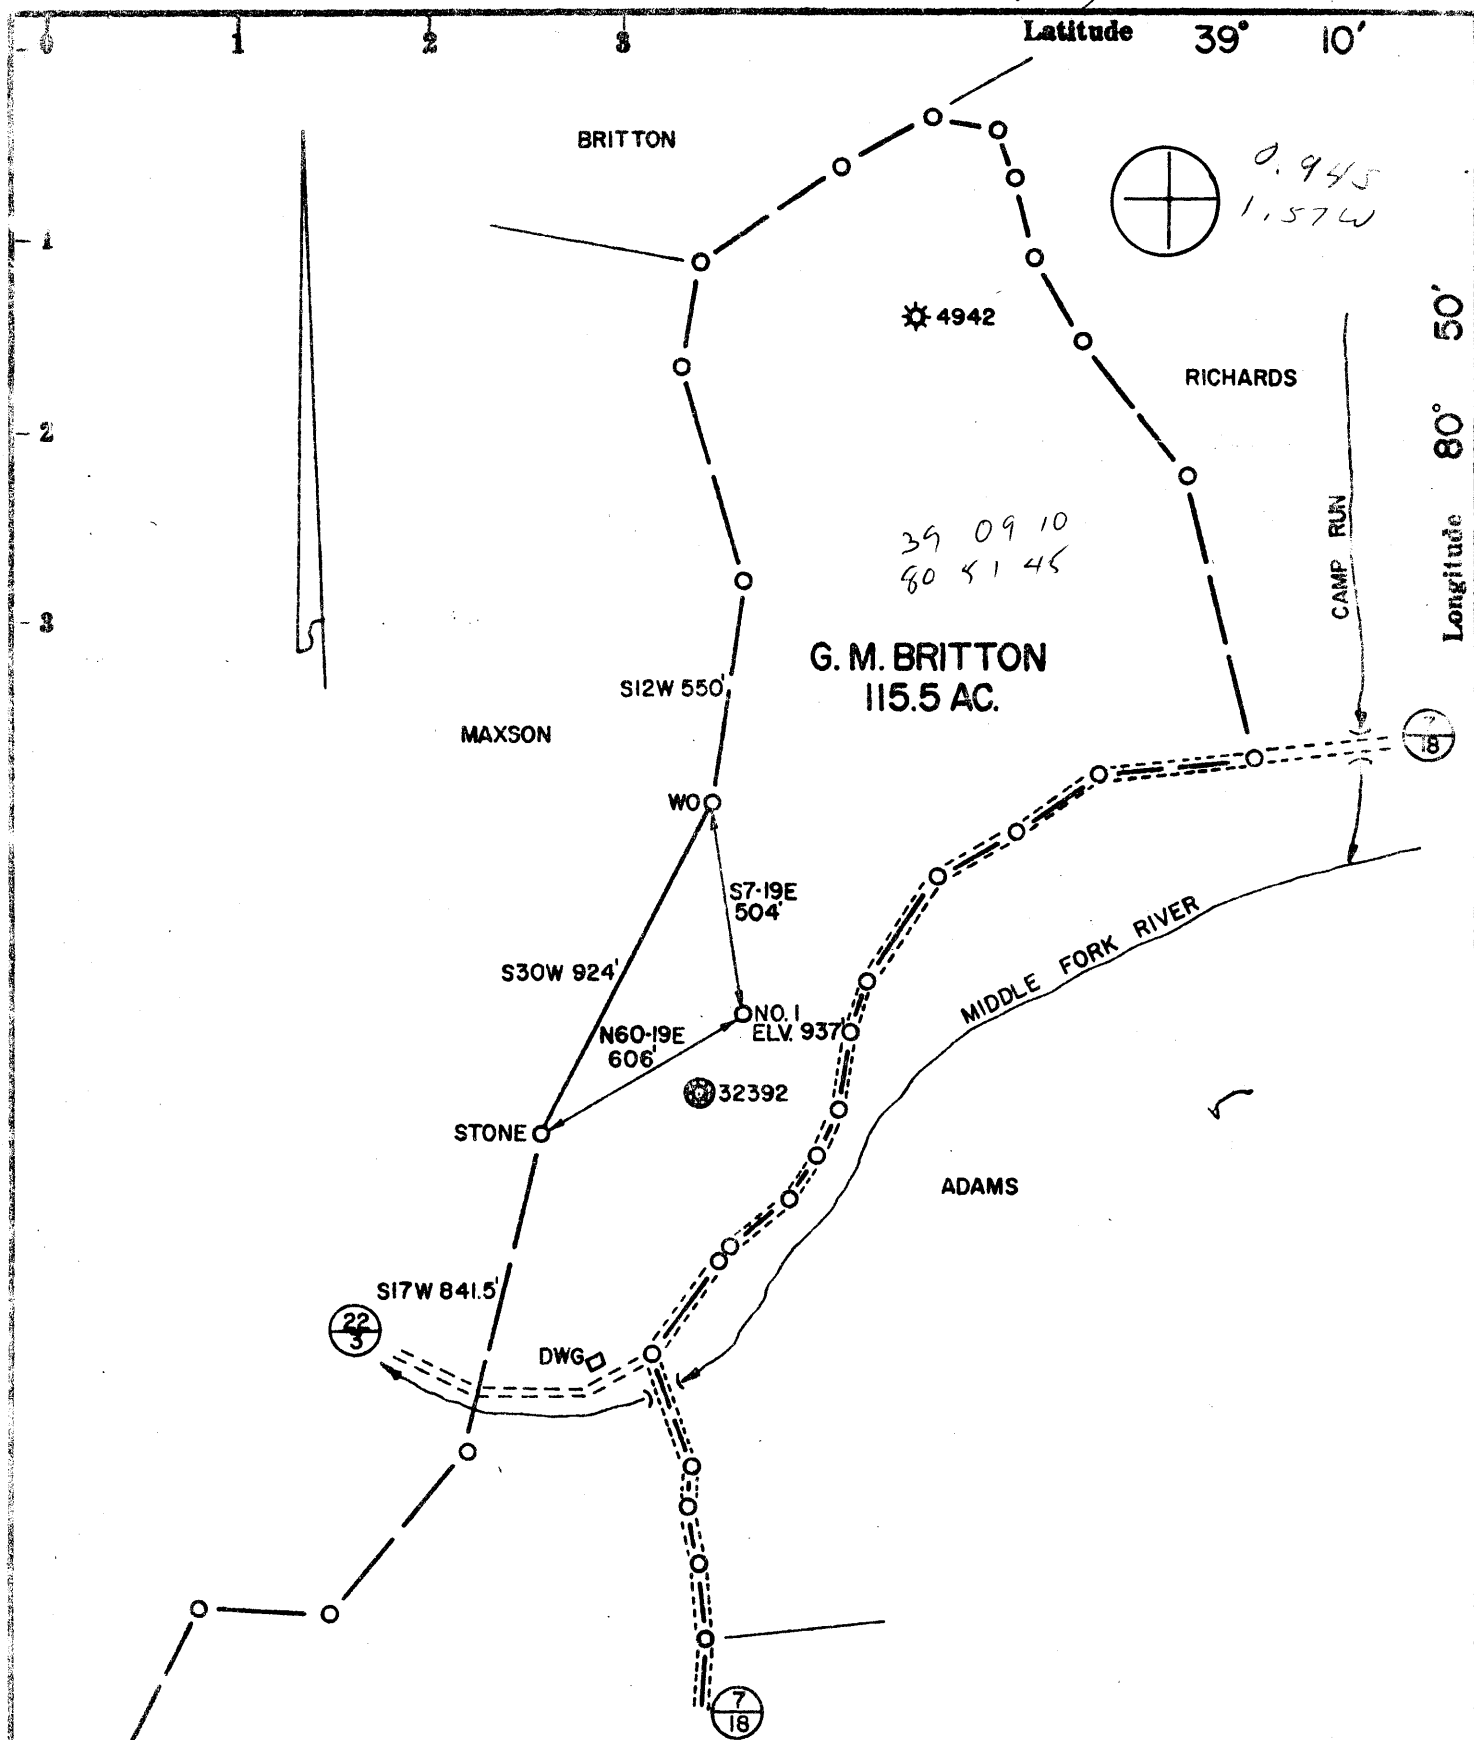 0 1 2 3 Latitude 39° 10'
BRITTON
0.945
1.57W
1
4942
50'
RICHARDS
2
80°
39 09 10
80 51 45
CAMP RUN
Longitude
3
G. M. BRITTON
115.5 AC.
S12W 550'
MAXSON
7
18
WO
S7-19E
504'
MIDDLE FORK RIVER
S30W 924'
NO. 1
ELV. 937'
N60-19E
606'
32392
STONE
ADAMS
S17W 841.5'
22
3
DWG
7
18